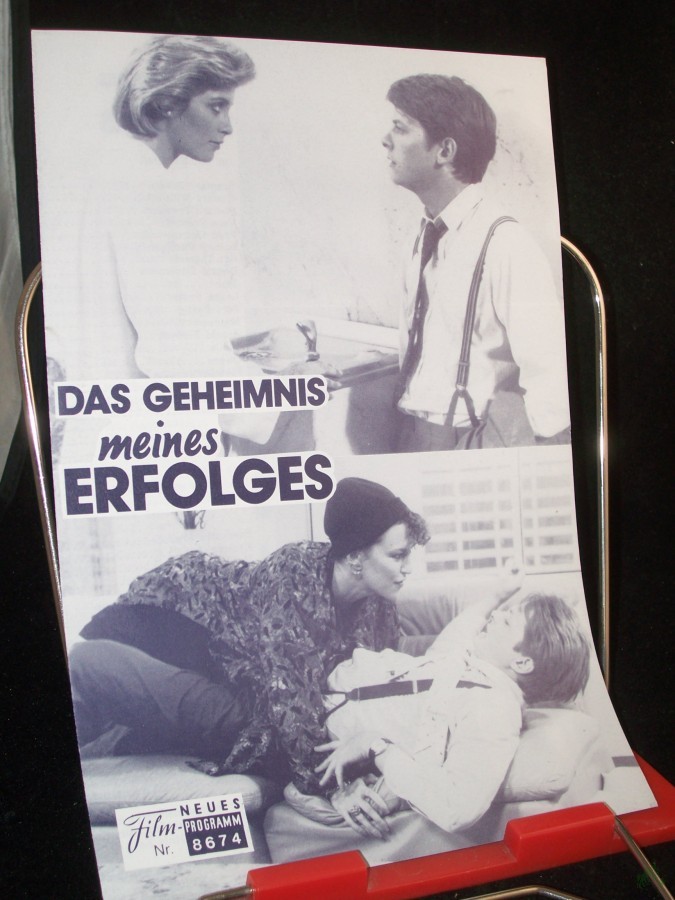 DAS GEHEIMNIS
meines
ERFOLGES
NEUES
Film-PROGRAMM
Nr. 8674